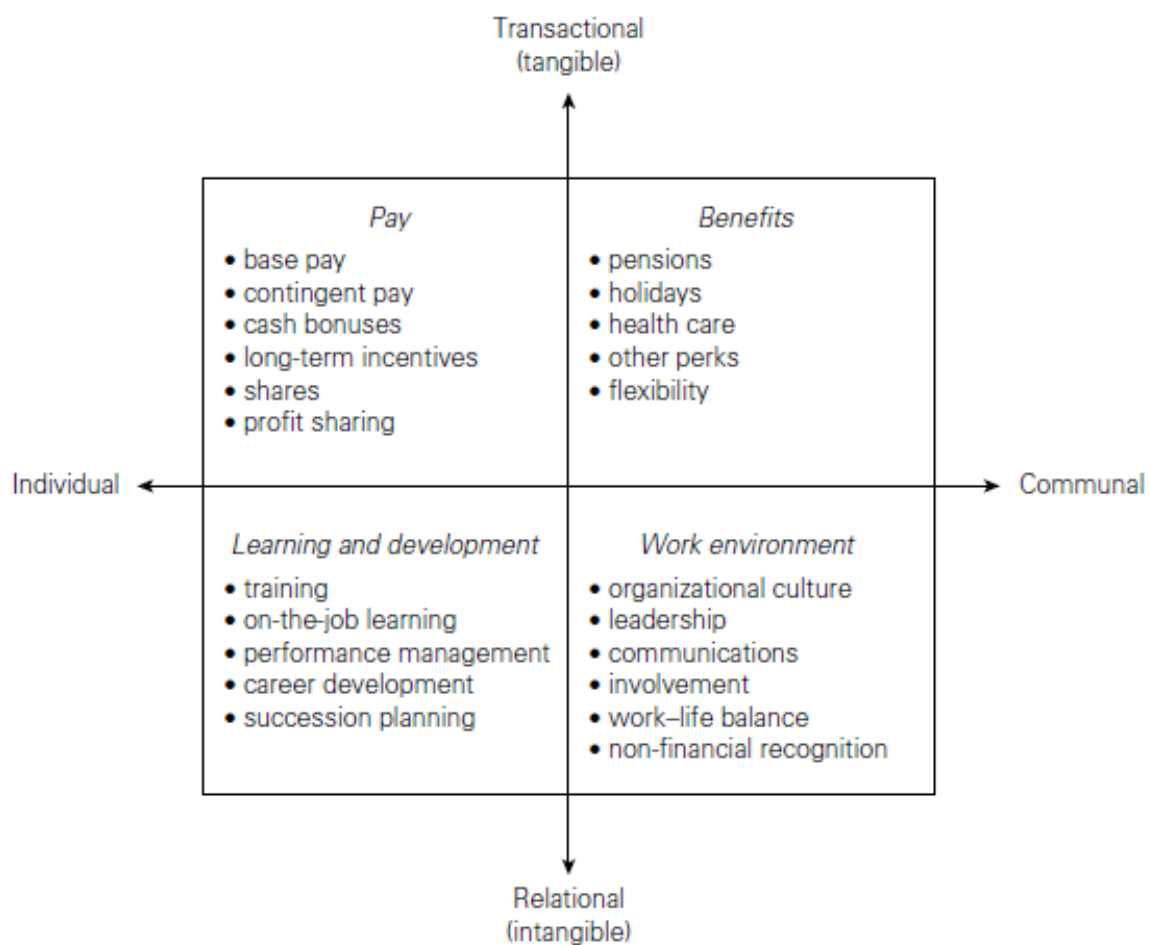 Transactional
(tangible)
Pay
• base pay
• contingent pay
• cash bonuses
• long-term incentives
• shares
• profit sharing
Benefits
• pensions
• holidays
• health care
• other perks
• flexibility
Individual
Communal
Learning and development
• training
• on-the-job learning
• performance management
• career development
• succession planning
Work environment
• organizational culture
• leadership
• communications
• involvement
• work–life balance
• non-financial recognition
Relational
(intangible)